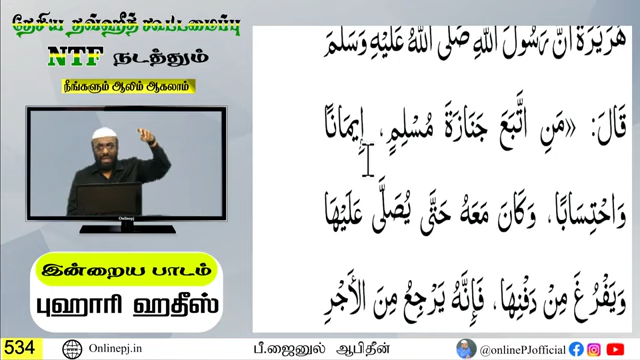 தேசிய தவ்ஹீத் கூட்டமைப்பு
NTF நடத்தும்
நீங்களும் ஆலிம் ஆகலாம்
Onlinepj
இன்றைய பாடம்
புஹாரி ஹதீஸ்
هُرَيْرَةَ أَنَّ رَسُولَ اللَّهِ صَلَّى اللَّهُ عَلَيْهِ وَسَلَّمَ
قَالَ: «مَنِ اتَّبَعَ جَنَازَةَ مُسْلِمٍ، إِيمَانًا
وَاحْتِسَابًا، وَكَانَ مَعَهُ حَتَّى يُصَلَّى عَلَيْهَا
وَيَفْرُغَ مِنْ دَفْنِهَا، فَإِنَّهُ يَرْجِعُ مِنَ الأَجْرِ
534 Onlinepj.in பீ.ஜைனுல் ஆபிதீன் @onlinePJofficial